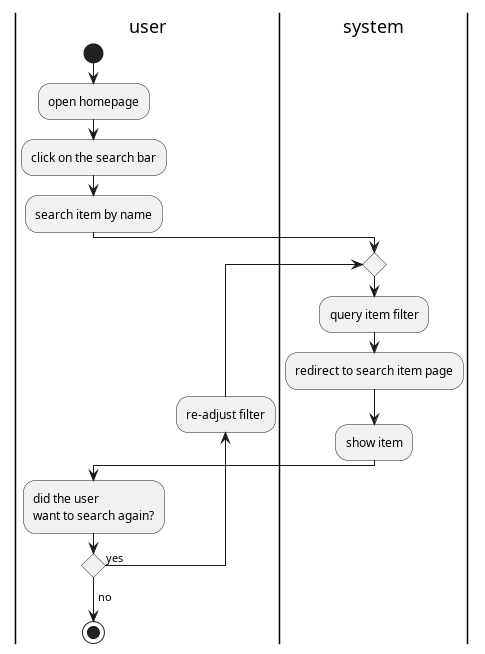 user
system
open homepage
click on the search bar
search item by name
query item filter
redirect to search item page
re-adjust filter
show item
did the user
want to search again?
yes
no